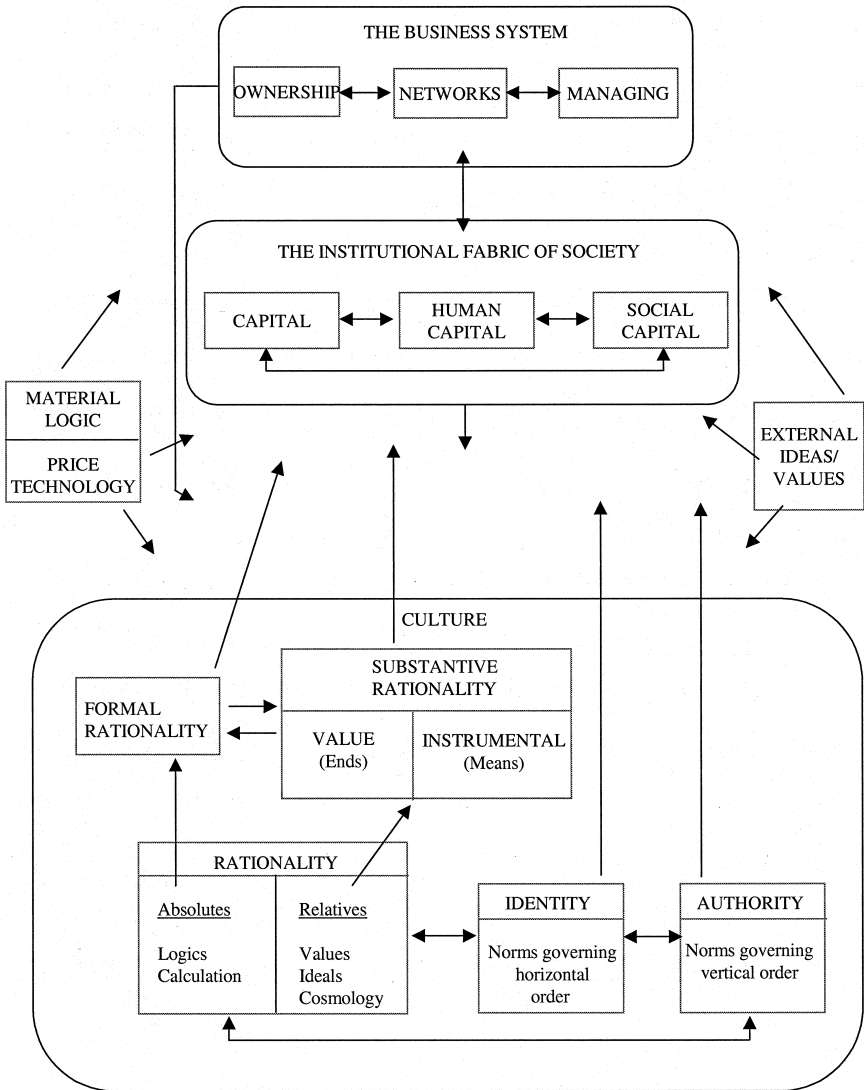 THE BUSINESS SYSTEM
OWNERSHIP
NETWORKS
MANAGING
THE INSTITUTIONAL FABRIC OF SOCIETY
CAPITAL
HUMAN
CAPITAL
SOCIAL
CAPITAL
MATERIAL
LOGIC
PRICE
TECHNOLOGY
EXTERNAL
IDEAS/
VALUES
CULTURE
FORMAL
RATIONALITY
SUBSTANTIVE
RATIONALITY
VALUE
(Ends)
INSTRUMENTAL
(Means)
RATIONALITY
Absolutes
Logics
Calculation
Relatives
Values
Ideals
Cosmology
IDENTITY
Norms governing
horizontal
order
AUTHORITY
Norms governing
vertical order